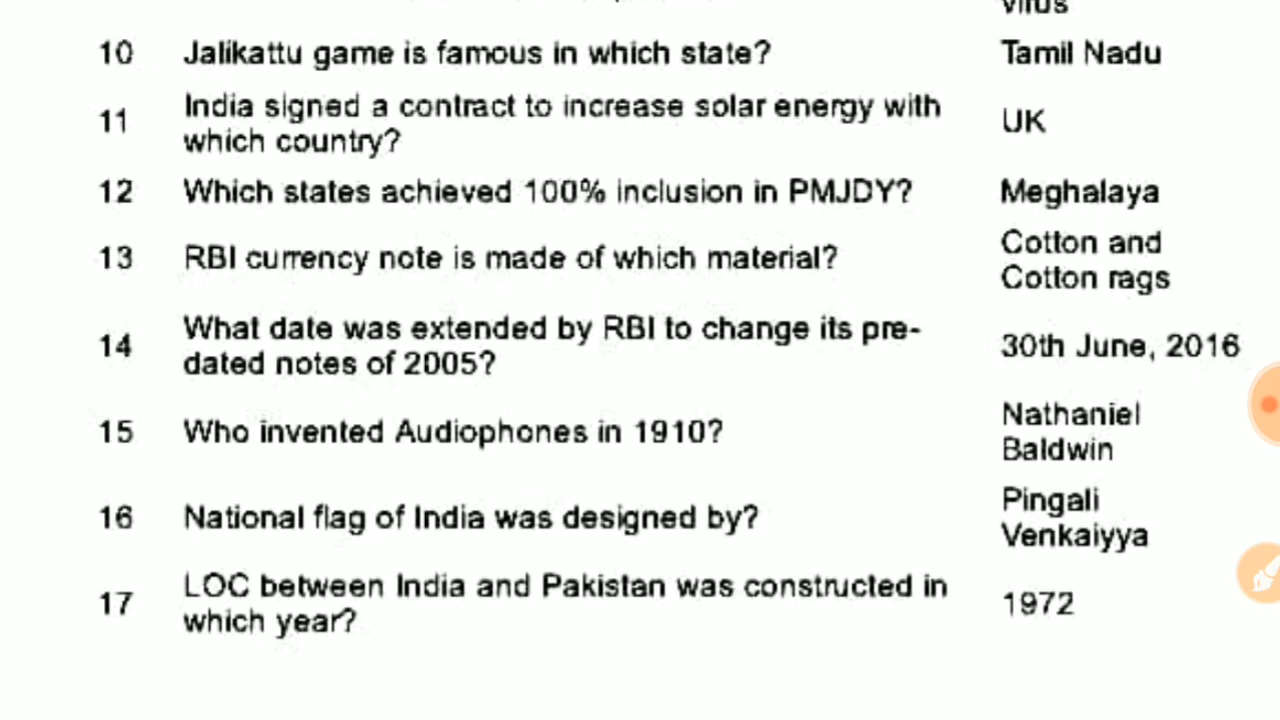 virus
10 Jalikattu game is famous in which state? Tamil Nadu
11 India signed a contract to increase solar energy with which country? UK
12 Which states achieved 100% inclusion in PMJDY? Meghalaya
13 RBI currency note is made of which material? Cotton and Cotton rags
14 What date was extended by RBI to change its pre-dated notes of 2005? 30th June, 2016
15 Who invented Audiophones in 1910? Nathaniel Baldwin
16 National flag of India was designed by? Pingali Venkaiyya
17 LOC between India and Pakistan was constructed in which year? 1972